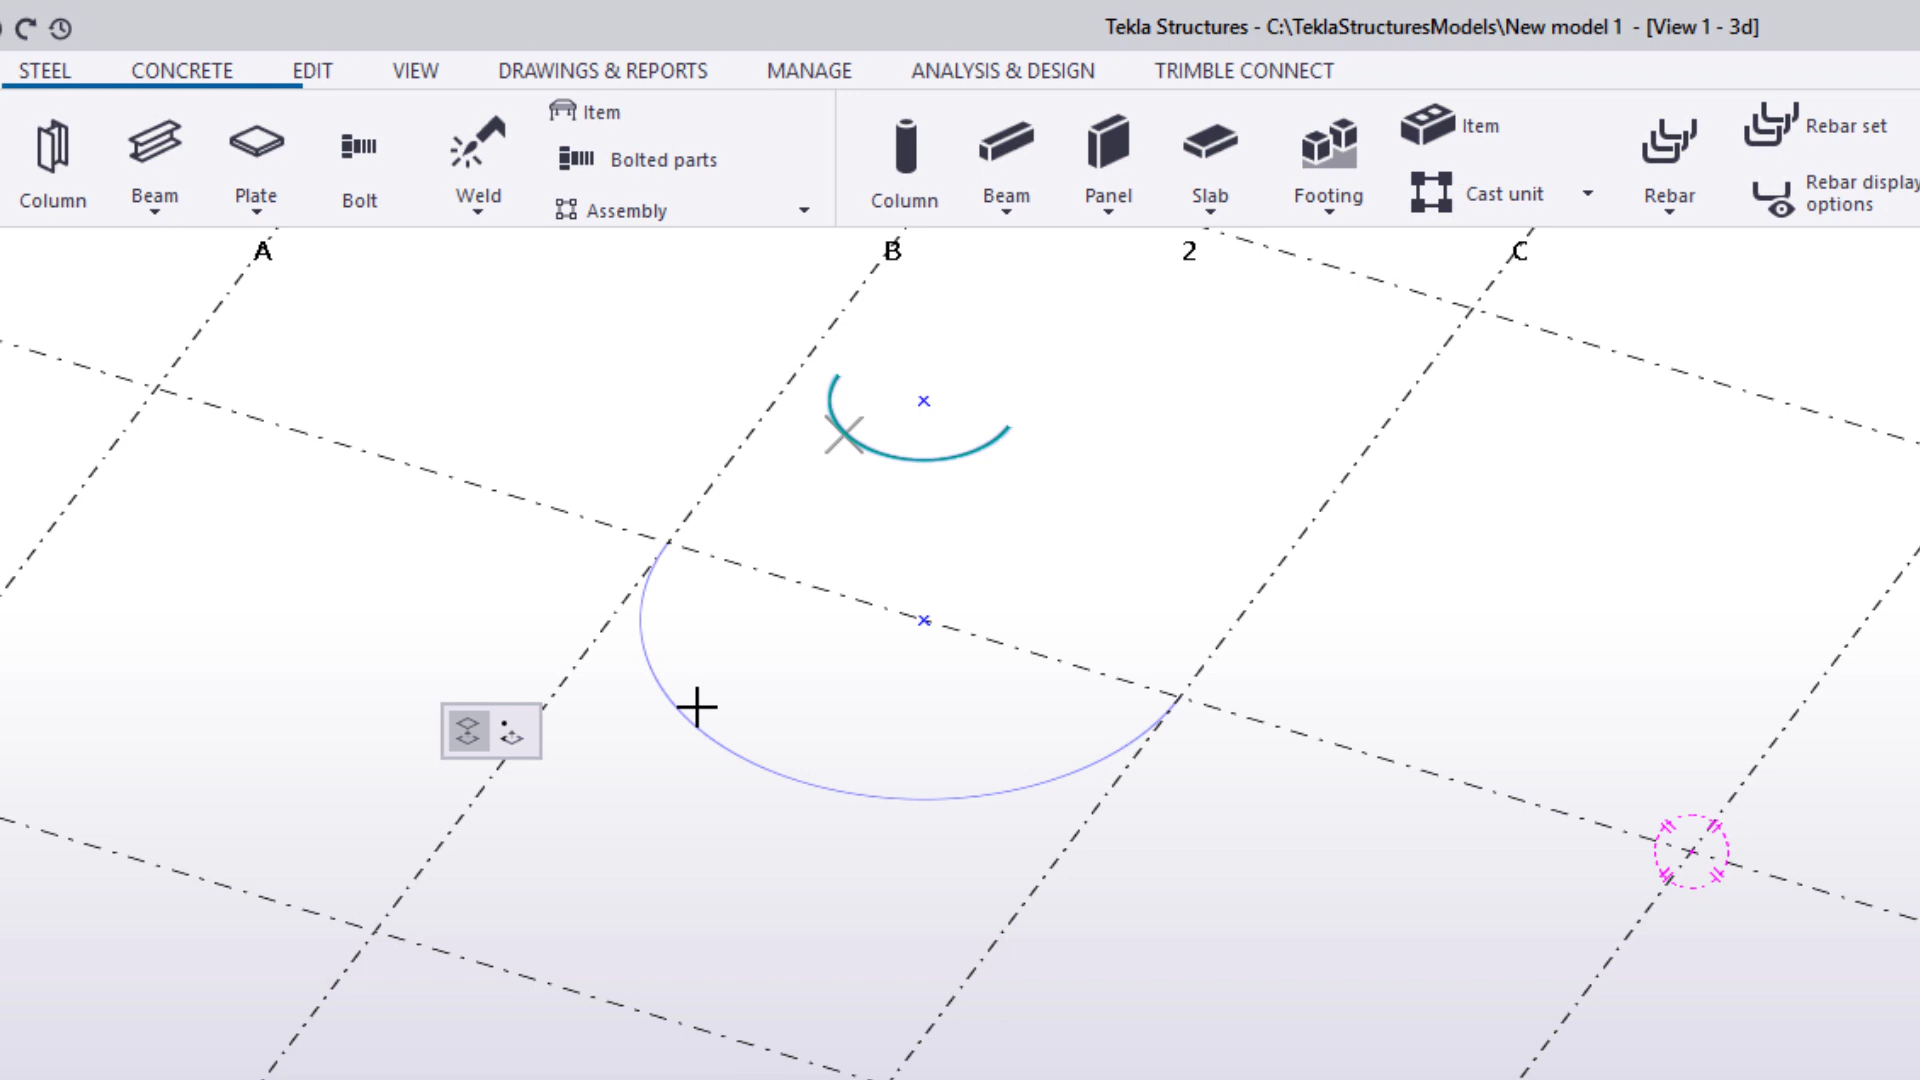 Tekla Structures - C:\TeklaStructuresModels\New model 1 - [View 1 - 3d]
STEEL CONCRETE EDIT VIEW DRAWINGS & REPORTS MANAGE ANALYSIS & DESIGN TRIMBLE CONNECT
Column
Beam
Plate
Bolt
Weld
Item
Bolted parts
Assembly
Column
Beam
Panel
Slab
Footing
Item
Cast unit
Rebar
Rebar set
Rebar display
options
A B 2 C